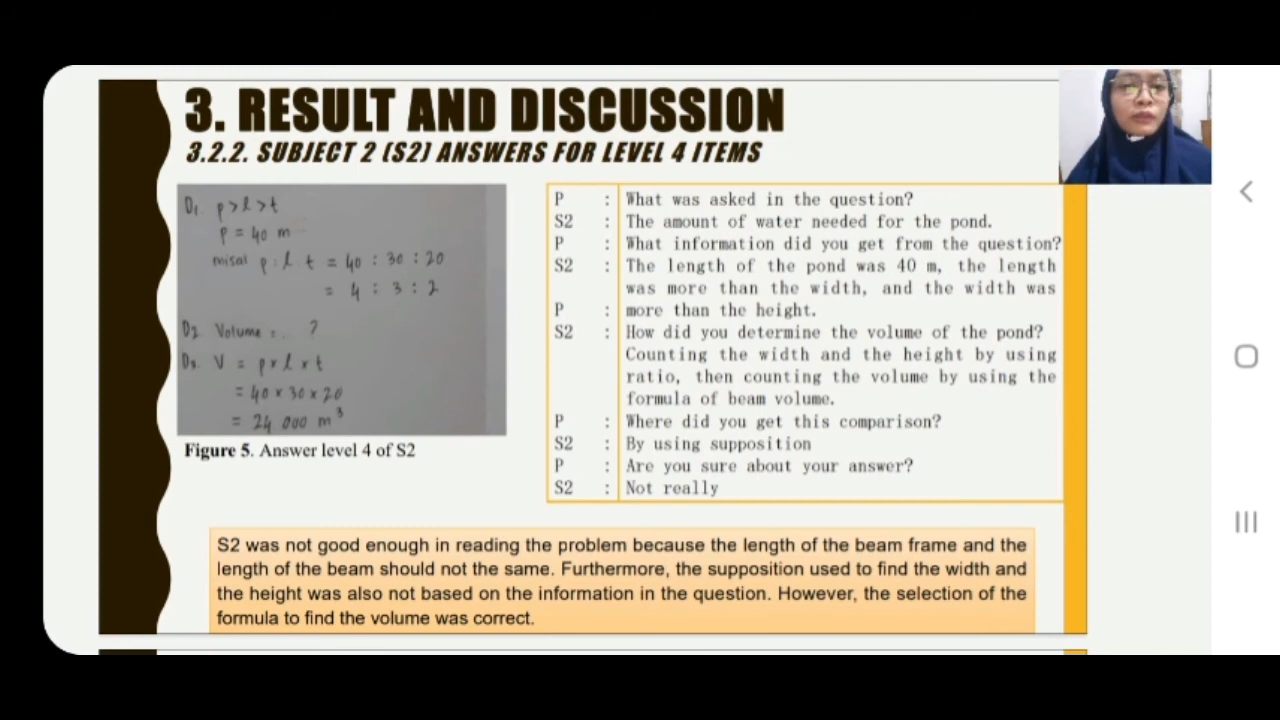 3. RESULT AND DISCUSSION
3.2.2. SUBJECT 2 (S2) ANSWERS FOR LEVEL 4 ITEMS
D1. p>l>t
p = 40 m
misal p : l : t = 40 : 30 : 20
= 4 : 3 : 2
D2. Volume = .. ?
D3. V = p x l x t
= 40 x 30 x 20
= 24 000 m³
Figure 5. Answer level 4 of S2
P : What was asked in the question?
S2 : The amount of water needed for the pond.
P : What information did you get from the question?
S2 : The length of the pond was 40 m, the length
was more than the width, and the width was
P : more than the height.
S2 : How did you determine the volume of the pond?
Counting the width and the height by using
ratio, then counting the volume by using the
formula of beam volume.
P : Where did you get this comparison?
S2 : By using supposition
P : Are you sure about your answer?
S2 : Not really
S2 was not good enough in reading the problem because the length of the beam frame and the
length of the beam should not the same. Furthermore, the supposition used to find the width and
the height was also not based on the information in the question. However, the selection of the
formula to find the volume was correct.